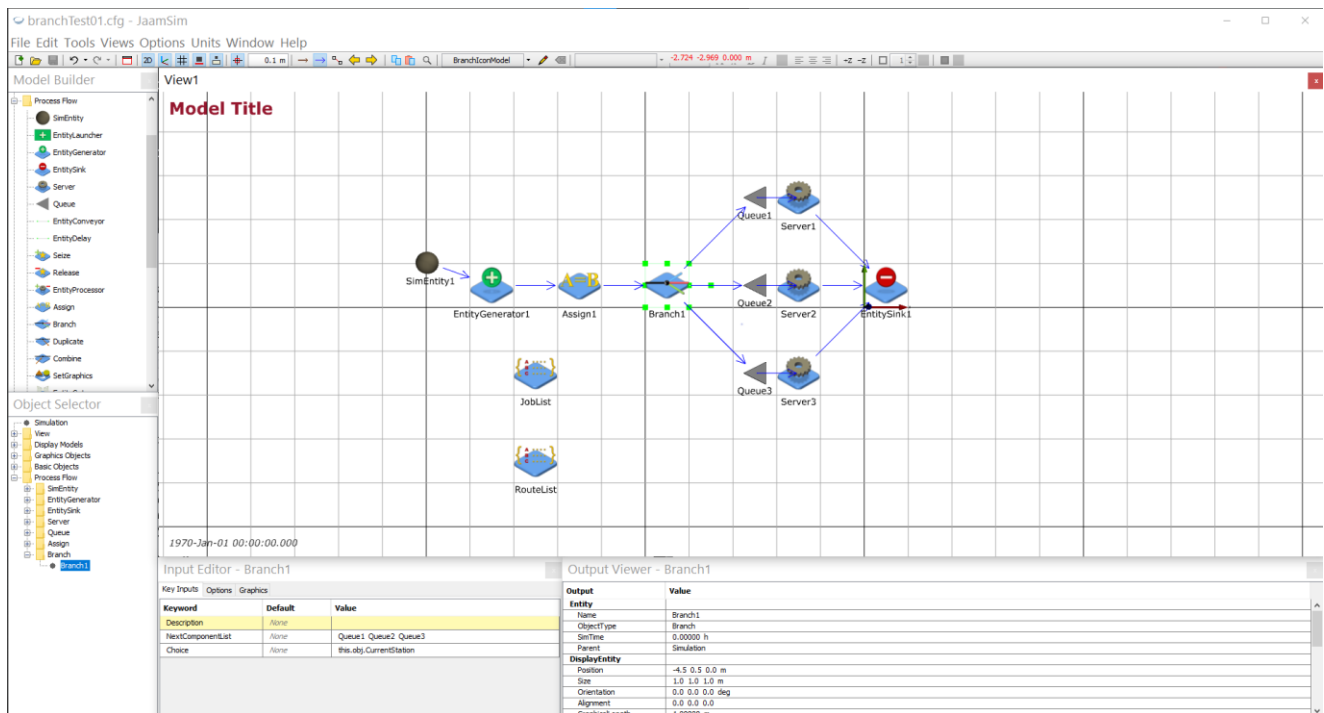 branchTest01.cfg - JaamSim
File Edit Tools Views Options Units Window Help
2D 0.1 m BranchIconModel -2.724 -2.969 0.000 m I -z -z 1
Model Builder
Process Flow
SimEntity
EntityLauncher
EntityGenerator
EntitySink
Server
Queue
EntityConveyor
EntityDelay
Seize
Release
EntityProcessor
Assign
Branch
Duplicate
Combine
SetGraphics
View1
x
Model Title
SimEntity1
EntityGenerator1
A=B
Assign1
Branch1
Queue1
Server1
Queue2
Server2
EntitySink1
Queue3
Server3
JobList
RouteList
1970-Jan-01 00:00:00.000
Object Selector
Simulation
View
Display Models
Graphics Objects
Basic Objects
Process Flow
SimEntity
EntityGenerator
EntitySink
Server
Queue
Assign
Branch
Branch1
Input Editor - Branch1
Key Inputs Options Graphics
Keyword Default Value
Description None
NextComponentList None Queue1 Queue2 Queue3
Choice None this.obj.CurrentStation
Output Viewer - Branch1
Output Value
Entity
Name Branch1
ObjectType Branch
SimTime 0.00000 h
Parent Simulation
DisplayEntity
Position -4.5 0.5 0.0 m
Size 1.0 1.0 1.0 m
Orientation 0.0 0.0 0.0 deg
Alignment 0.0 0.0 0.0